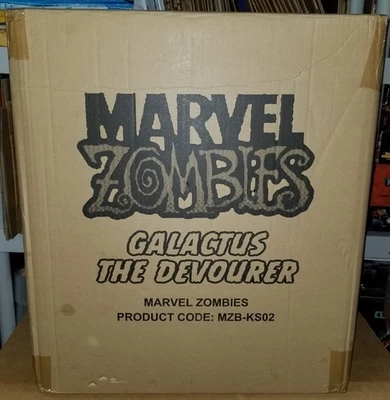 MARVEL
ZOMBIES
GALACTUS
THE DEVOURER
MARVEL ZOMBIES
PRODUCT CODE: MZB-KS02